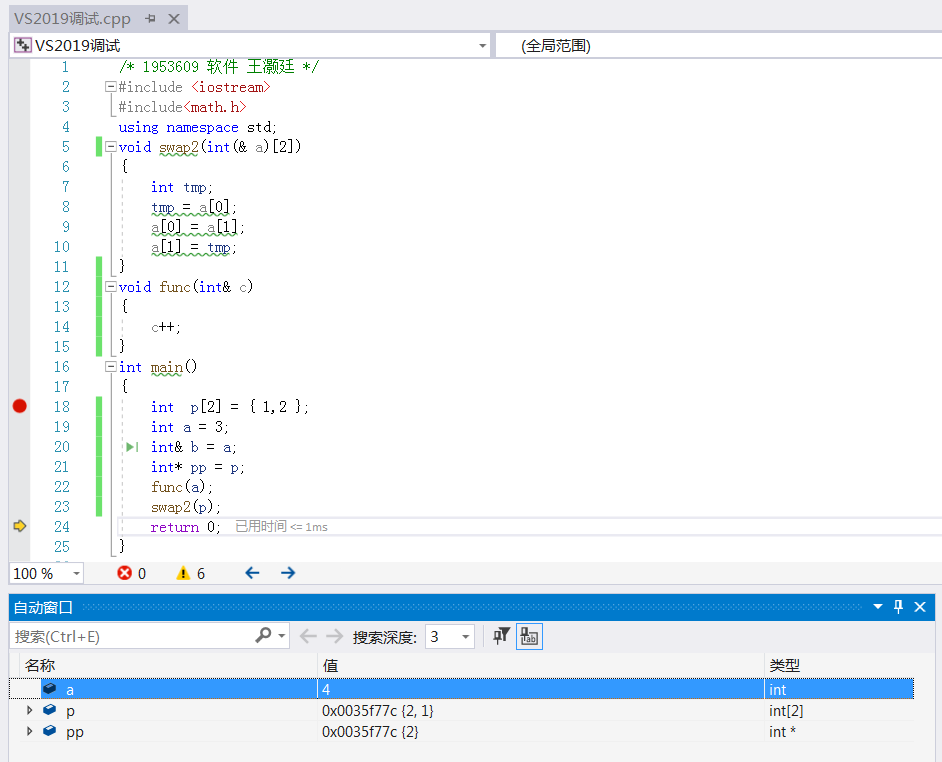 VS2019调试.cpp
VS2019调试 (全局范围)
1 /* 1953609 软件 王灏廷 */
2 #include <iostream>
3 #include<math.h>
4 using namespace std;
5 void swap2(int(& a)[2])
6 {
7 int tmp;
8 tmp = a[0];
9 a[0] = a[1];
10 a[1] = tmp;
11 }
12 void func(int& c)
13 {
14 c++;
15 }
16 int main()
17 {
18 int  p[2] = { 1,2 };
19 int a = 3;
20 int& b = a;
21 int* pp = p;
22 func(a);
23 swap2(p);
24 return 0; 已用时间 <= 1ms
25 }
100 % 0 6
自动窗口
搜索(Ctrl+E) 搜索深度: 3
名称 值 类型
a 4 int
p 0x0035f77c {2, 1} int[2]
pp 0x0035f77c {2} int *